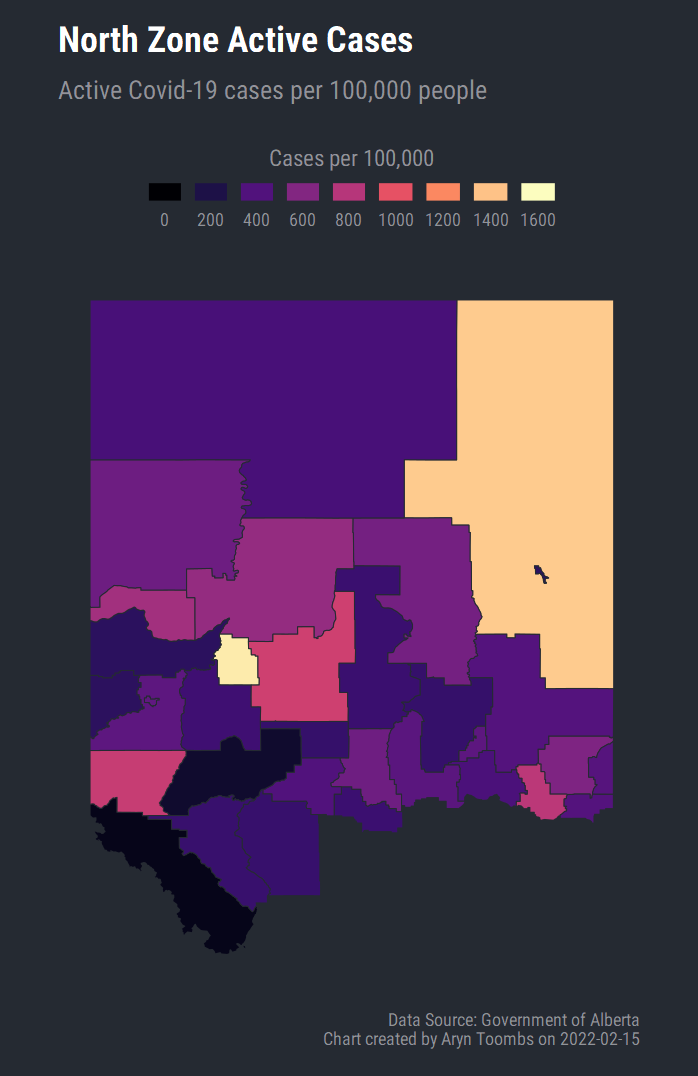 North Zone Active Cases
Active Covid-19 cases per 100,000 people
Cases per 100,000
0 200 400 600 800 1000 1200 1400 1600
Data Source: Government of Alberta
Chart created by Aryn Toombs on 2022-02-15